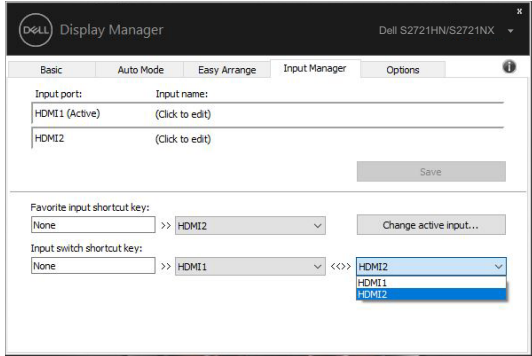 DELL Display Manager
Dell S2721HN/S2721NX
x
Basic Auto Mode Easy Arrange Input Manager Options i
Input port: Input name:
HDMI1 (Active) (Click to edit)
HDMI2 (Click to edit)
Save
Favorite input shortcut key:
None >> HDMI2 Change active input...
Input switch shortcut key:
None >> HDMI1 <<>> HDMI2
HDMI1
HDMI2